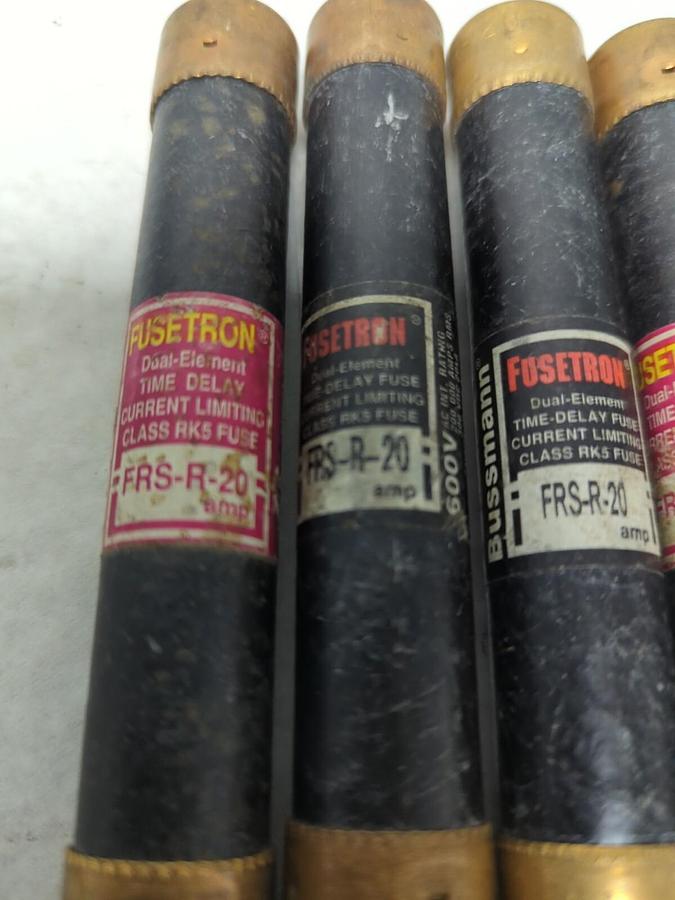 FUSETRON®
Dual-Element
TIME DELAY
CURRENT LIMITING
CLASS RK5 FUSE
FRS-R-20
amp
FUSETRON®
Dual-Element
TIME-DELAY FUSE
CURRENT LIMITING
CLASS RK5 FUSE
FRS-R-20
amp
600V
Bussmann®
FUSETRON®
Dual-Element
TIME-DELAY FUSE
CURRENT LIMITING
CLASS RK5 FUSE
FRS-R-20
amp